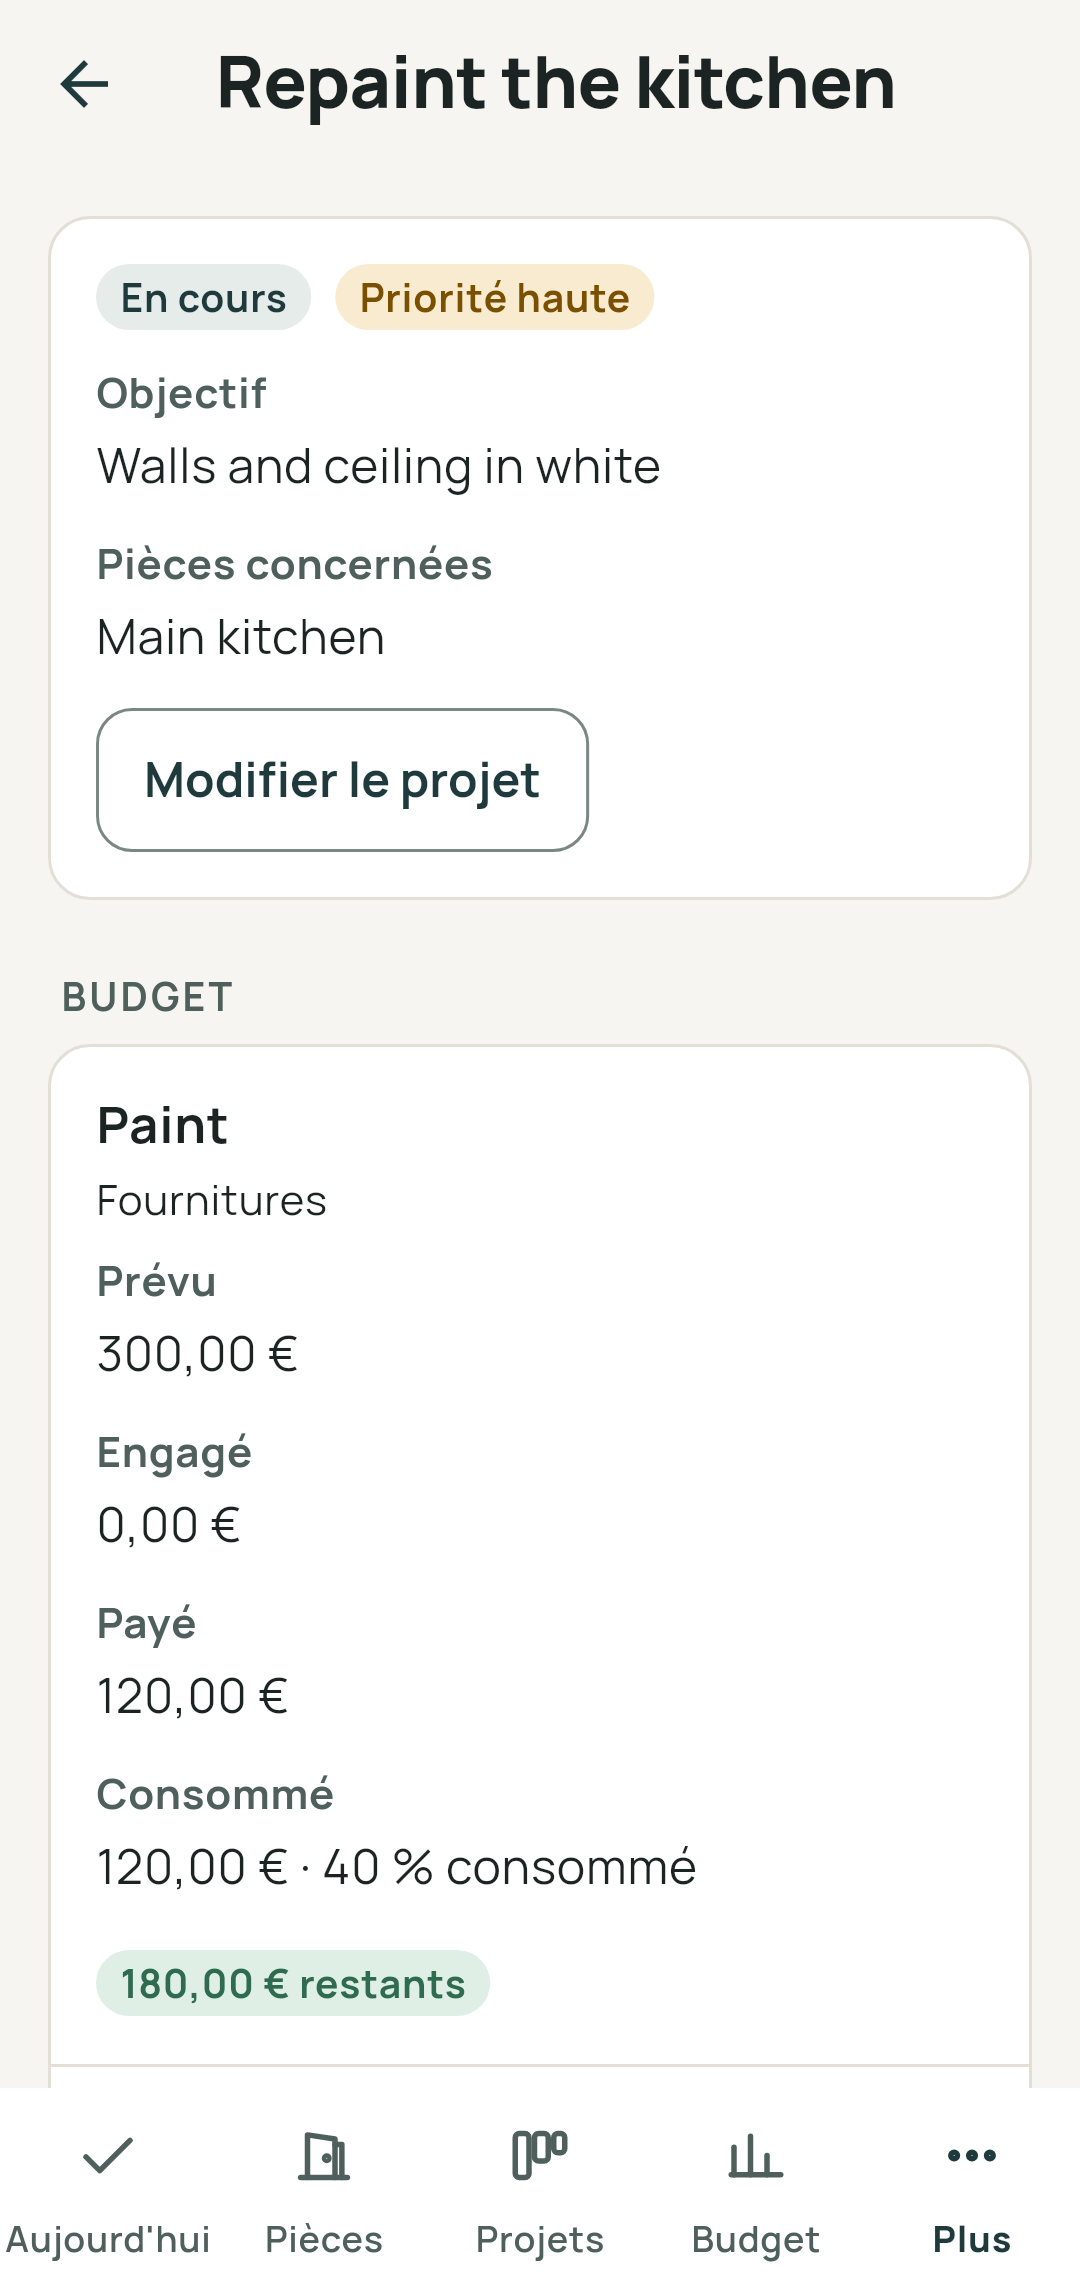 Repaint the kitchen
En cours
Priorité haute
Objectif
Walls and ceiling in white
Pièces concernées
Main kitchen
Modifier le projet
BUDGET
Paint
Fournitures
Prévu
300,00 €
Engagé
0,00 €
Payé
120,00 €
Consommé
120,00 € · 40 % consommé
180,00 € restants
Aujourd'hui
Pièces
Projets
Budget
Plus